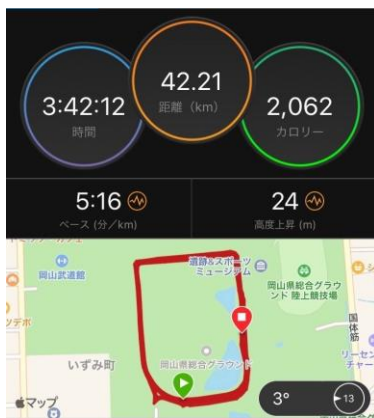 42.21
距離（km）
3:42:12
時間
2,062
カロリー
5:16
ペース（分／km）
24
高度上昇 (m)
岡山武道館
遺跡&スポーツ
ミュージアム
岡山県総合グラウ
ンド 陸上競技場
国体筋
いずみ町
岡山県総合グラウンド
マップ
3°
13